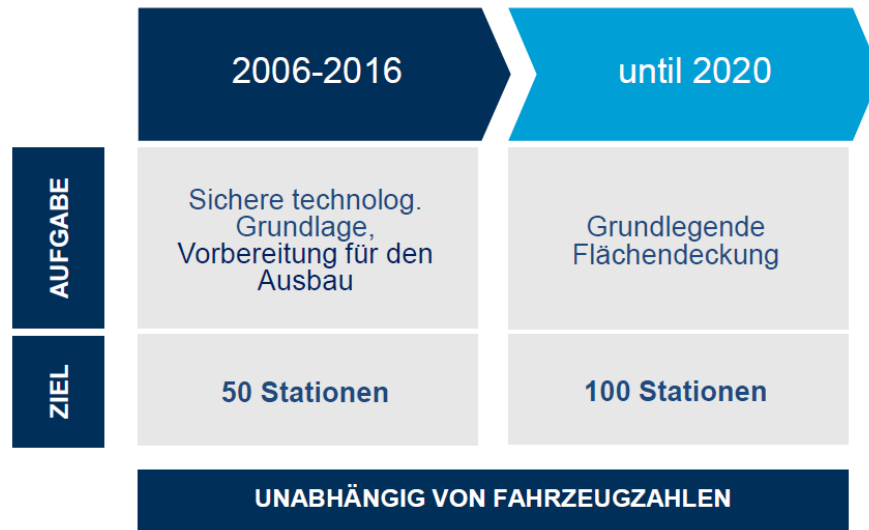 2006-2016
until 2020
AUFGABE
Sichere technolog.
Grundlage,
Vorbereitung für den
Ausbau
Grundlegende
Flächendeckung
ZIEL
50 Stationen
100 Stationen
UNABHÄNGIG VON FAHRZEUGZAHLEN